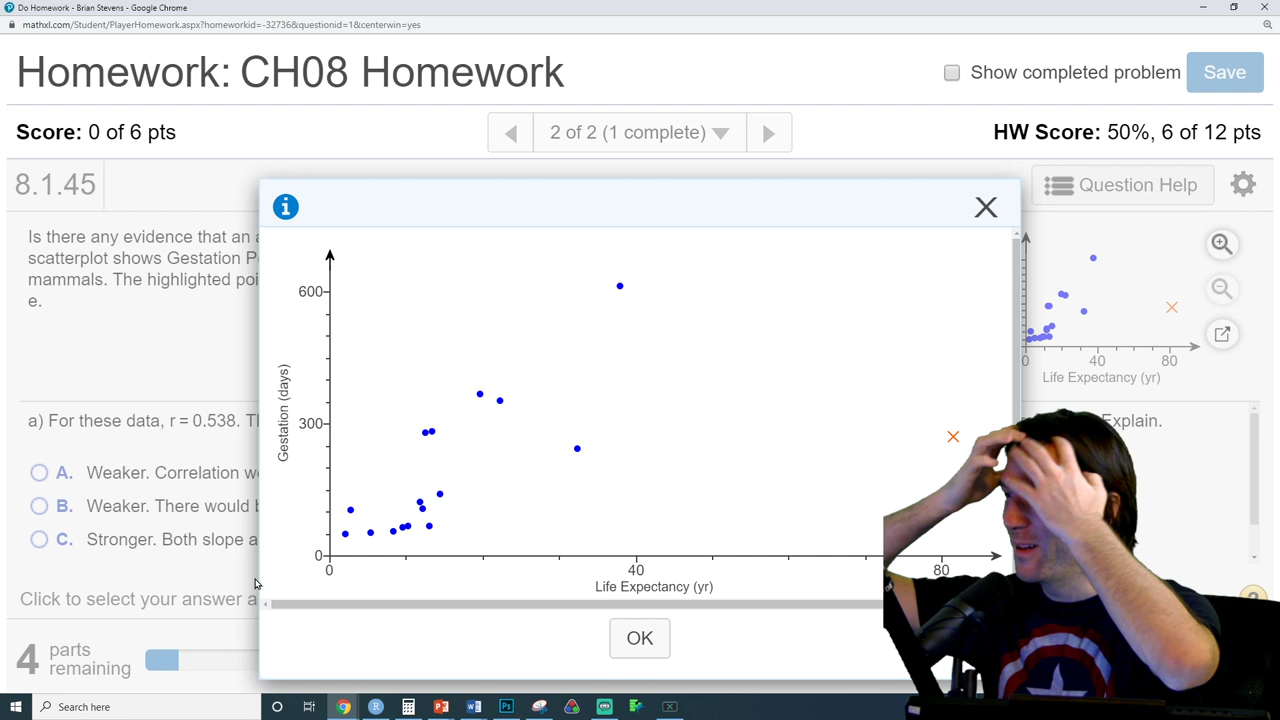 Do Homework - Brian Stevens - Google Chrome
mathxl.com/Student/PlayerHomework.aspx?homeworkid=-32736&questionid=1&centerwin=yes
Homework: CH08 Homework
Show completed problem
Save
Score: 0 of 6 pts
2 of 2 (1 complete)
HW Score: 50%, 6 of 12 pts
8.1.45
Question Help
Is there any evidence that an a
scatterplot shows Gestation P
mammals. The highlighted poi
e.
600
300
0
Gestation (days)
0
40
80
Life Expectancy (yr)
0
40
80
Life Expectancy (yr)
a) For these data, r = 0.538. T
Explain.
A. Weaker. Correlation w
B. Weaker. There would b
C. Stronger. Both slope a
Click to select your answer a
OK
4 parts
remaining
Search here